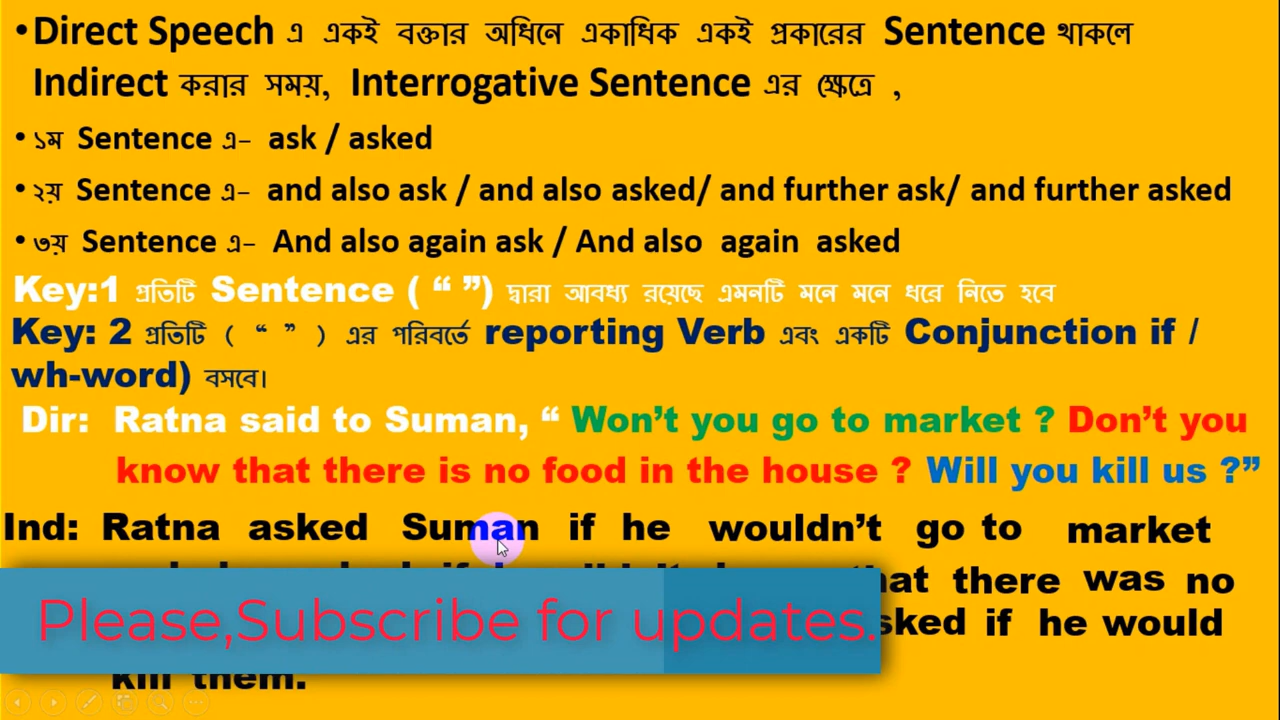 •Direct Speech এ একই বক্তার অধিনে একাধিক একই প্রকারের Sentence থাকলে
Indirect করার সময়, Interrogative Sentence এর ক্ষেত্রে ,
•১ম Sentence এ– ask / asked
•২য় Sentence এ– and also ask / and also asked/ and further ask/ and further asked
•৩য় Sentence এ– And also again ask / And also again asked
Key:1 প্রতিটি Sentence ( “ ”) দ্বারা আবধ্য রয়েছে এমনটি মনে মনে ধরে নিতে হবে
Key: 2 প্রতিটি ( “ ” ) এর পরিবর্তে reporting Verb এবং একটি Conjunction if /
wh-word) বসবে।
Dir: Ratna said to Suman, “ Won’t you go to market ? Don’t you
know that there is no food in the house ? Will you kill us ?”
Ind: Ratna asked Suman if he wouldn’t go to market
that there was no
asked if he would
Please,Subscribe for updates.
kill them.